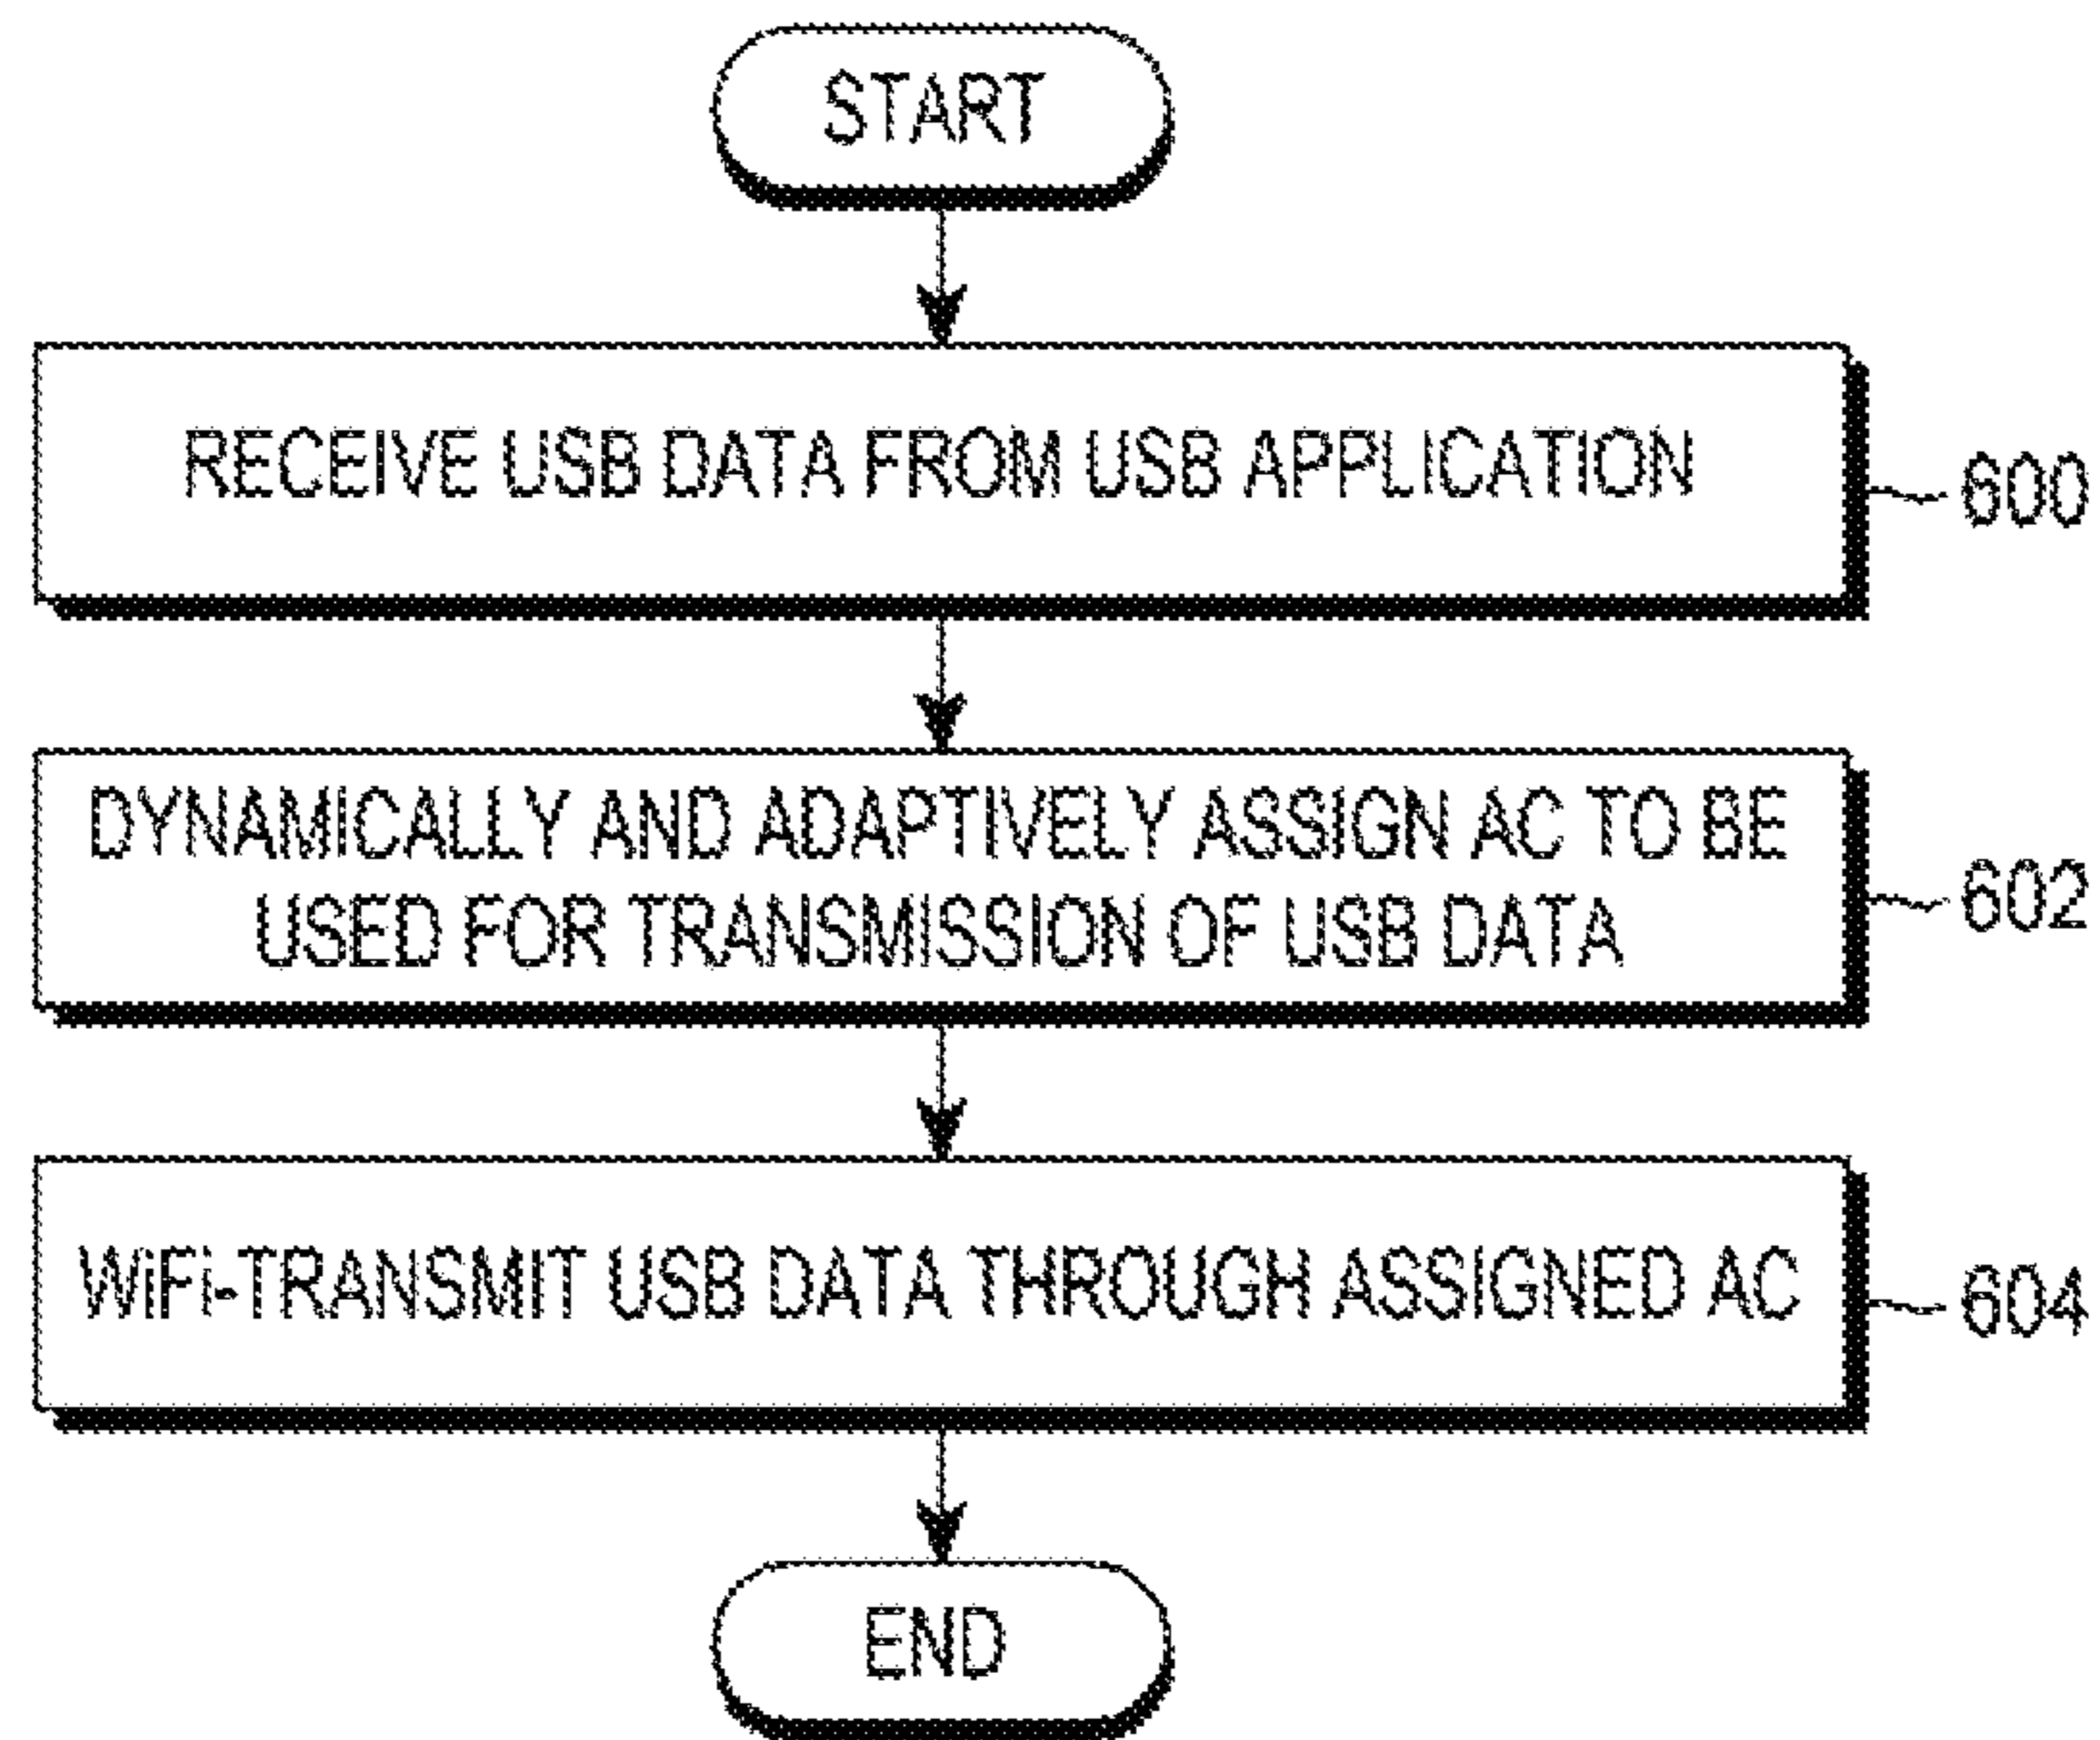 START
RECEIVE USB DATA FROM USB APPLICATION
600
DYNAMICALLY AND ADAPTIVELY ASSIGN AC TO BE
USED FOR TRANSMISSION OF USB DATA
602
WiFi-TRANSMIT USB DATA THROUGH ASSIGNED AC
604
END